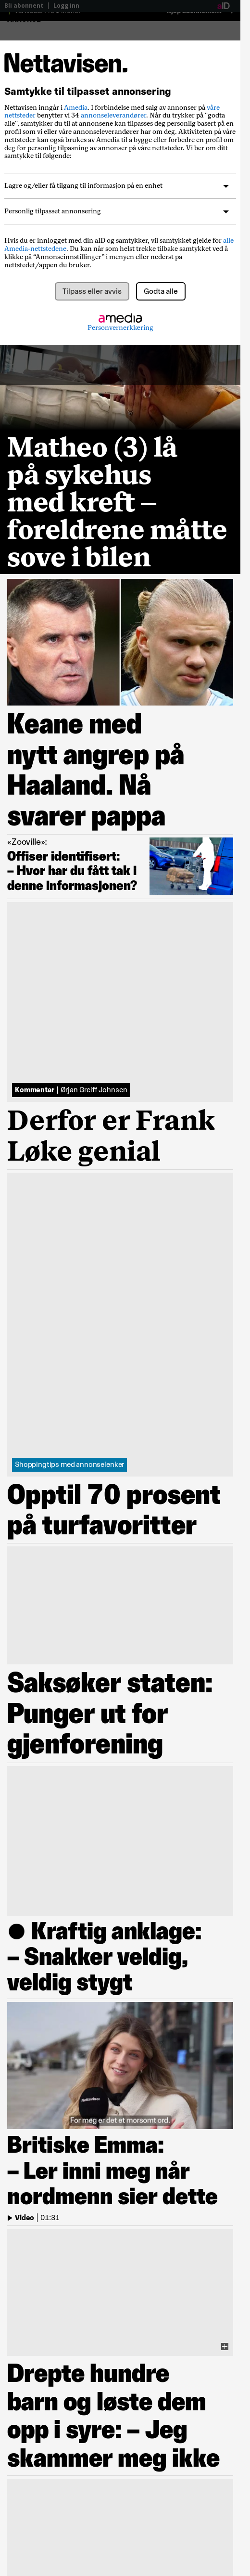 Bli abonnent | Logg inn
aID
Nettavisen.
Samtykke til tilpasset annonsering
Nettavisen inngår i Amedia. I forbindelse med salg av annonser på våre
nettsteder benytter vi 34 annonseleverandører. Når du trykker på "godta
alle", samtykker du til at annonsene kan tilpasses deg personlig basert på en
profil som vi eller våre annonseleverandører har om deg. Aktiviteten på våre
nettsteder kan også brukes av Amedia til å bygge eller forbedre en profil om
deg for personlig tilpasning av annonser på våre nettsteder. Vi ber om ditt
samtykke til følgende:
Lagre og/eller få tilgang til informasjon på en enhet
Personlig tilpasset annonsering
Hvis du er innlogget med din aID og samtykker, vil samtykket gjelde for alle
Amedia-nettstedene. Du kan når som helst trekke tilbake samtykket ved å
klikke på “Annonseinnstillinger” i menyen eller nederst på
nettstedet/appen du bruker.
Tilpass eller avvis
Godta alle
amedia
Personvernerklæring
Matheo (3) lå
på sykehus
med kreft –
foreldrene måtte
sove i bilen
Keane med
nytt angrep på
Haaland. Nå
svarer pappa
«Zooville»:
Offiser identifisert:
– Hvor har du fått tak i
denne informasjonen?
Kommentar | Ørjan Greiff Johnsen
Derfor er Frank
Løke genial
Shoppingtips med annonselenker
Opptil 70 prosent
på turfavoritter
Saksøker staten:
Punger ut for
gjenforening
● Kraftig anklage:
– Snakker veldig,
veldig stygt
For meg er det et morsomt ord.
Britiske Emma:
– Ler inni meg når
nordmenn sier dette
Video | 01:31
Drepte hundre
barn og løste dem
opp i syre: – Jeg
skammer meg ikke